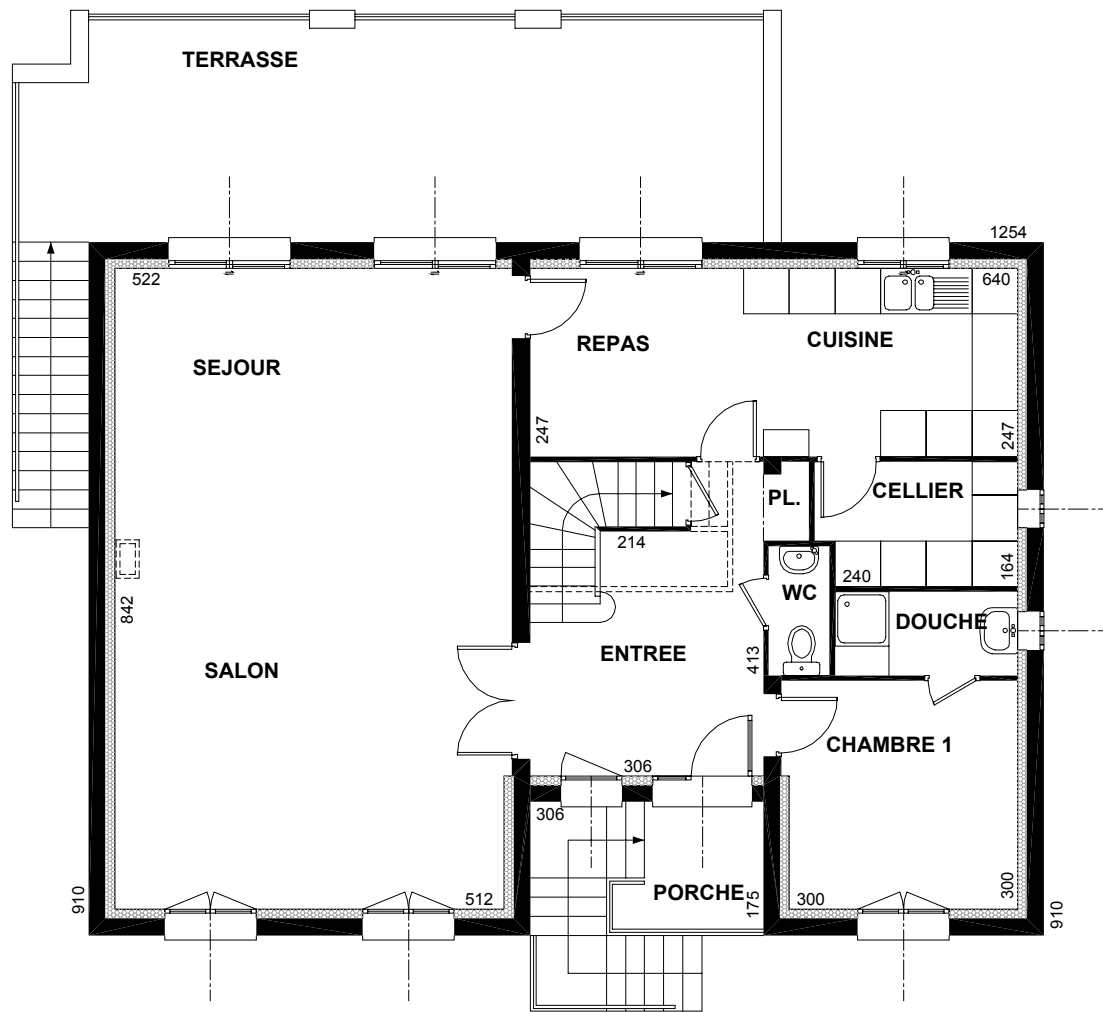 TERRASSE
1254
522
640
SEJOUR
REPAS
CUISINE
247
247
PL.
CELLIER
214
240
164
842
WC
DOUCHE
SALON
ENTREE
413
CHAMBRE 1
306
306
910
512
PORCHE
175
300
300
910